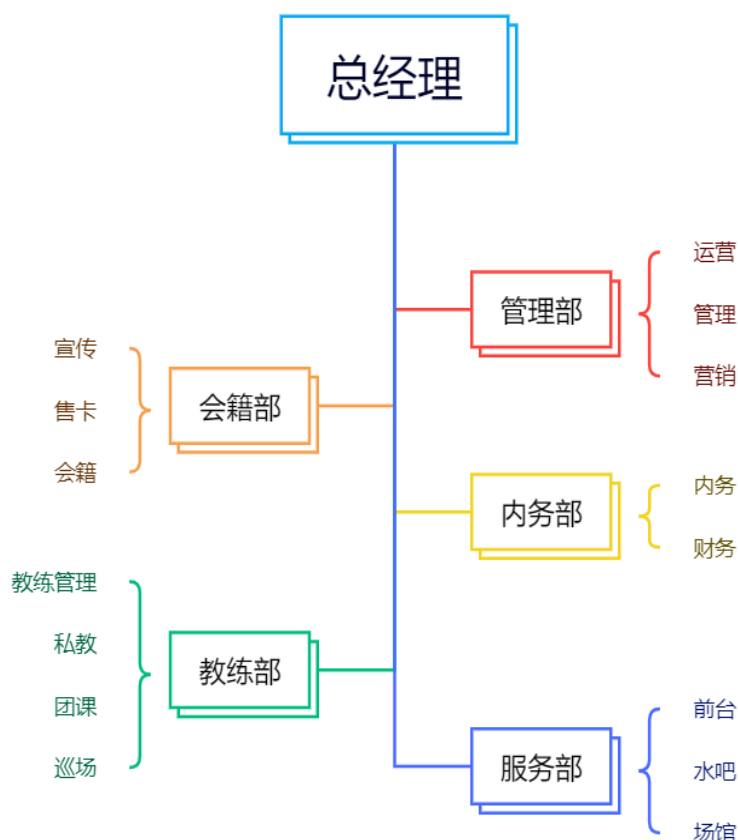 总经理
管理部
运营
管理
营销
会籍部
宣传
售卡
会籍
内务部
内务
财务
教练部
教练管理
私教
团课
巡场
服务部
前台
水吧
场馆